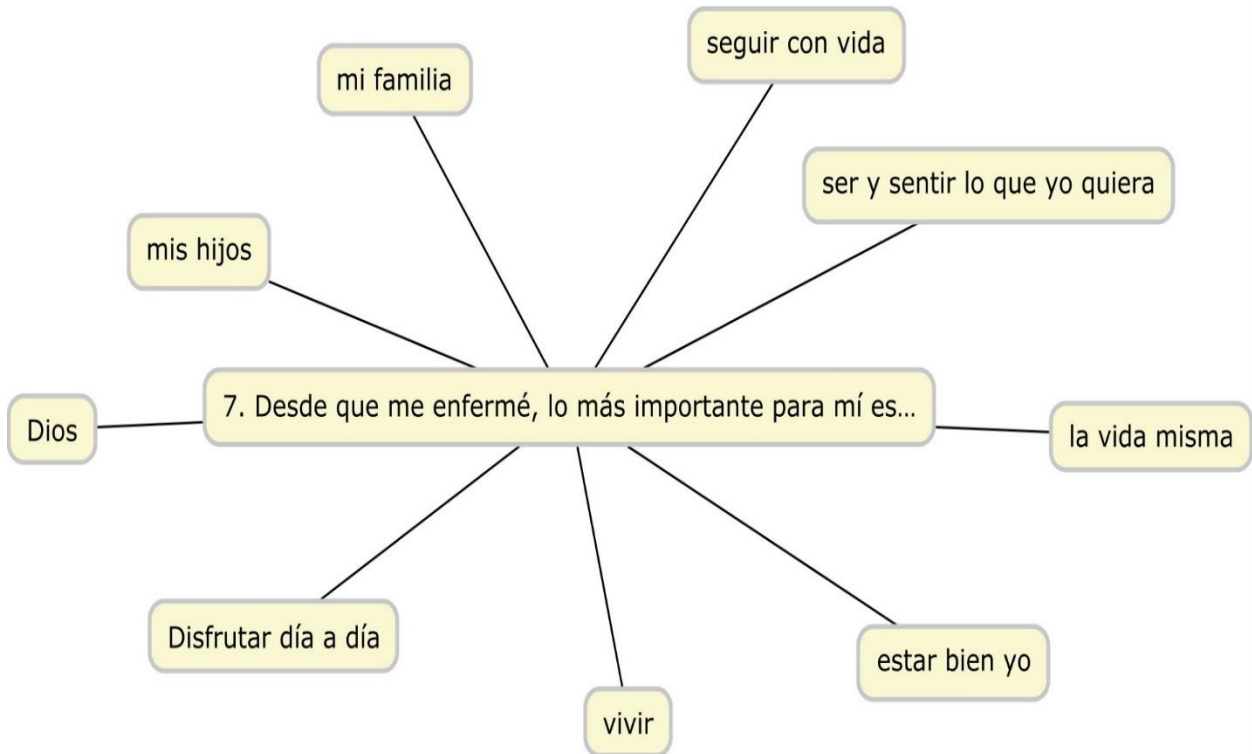 seguir con vida
mi familia
ser y sentir lo que yo quiera
mis hijos
7. Desde que me enfermé, lo más importante para mí es...
Dios
la vida misma
Disfrutar día a día
estar bien yo
vivir